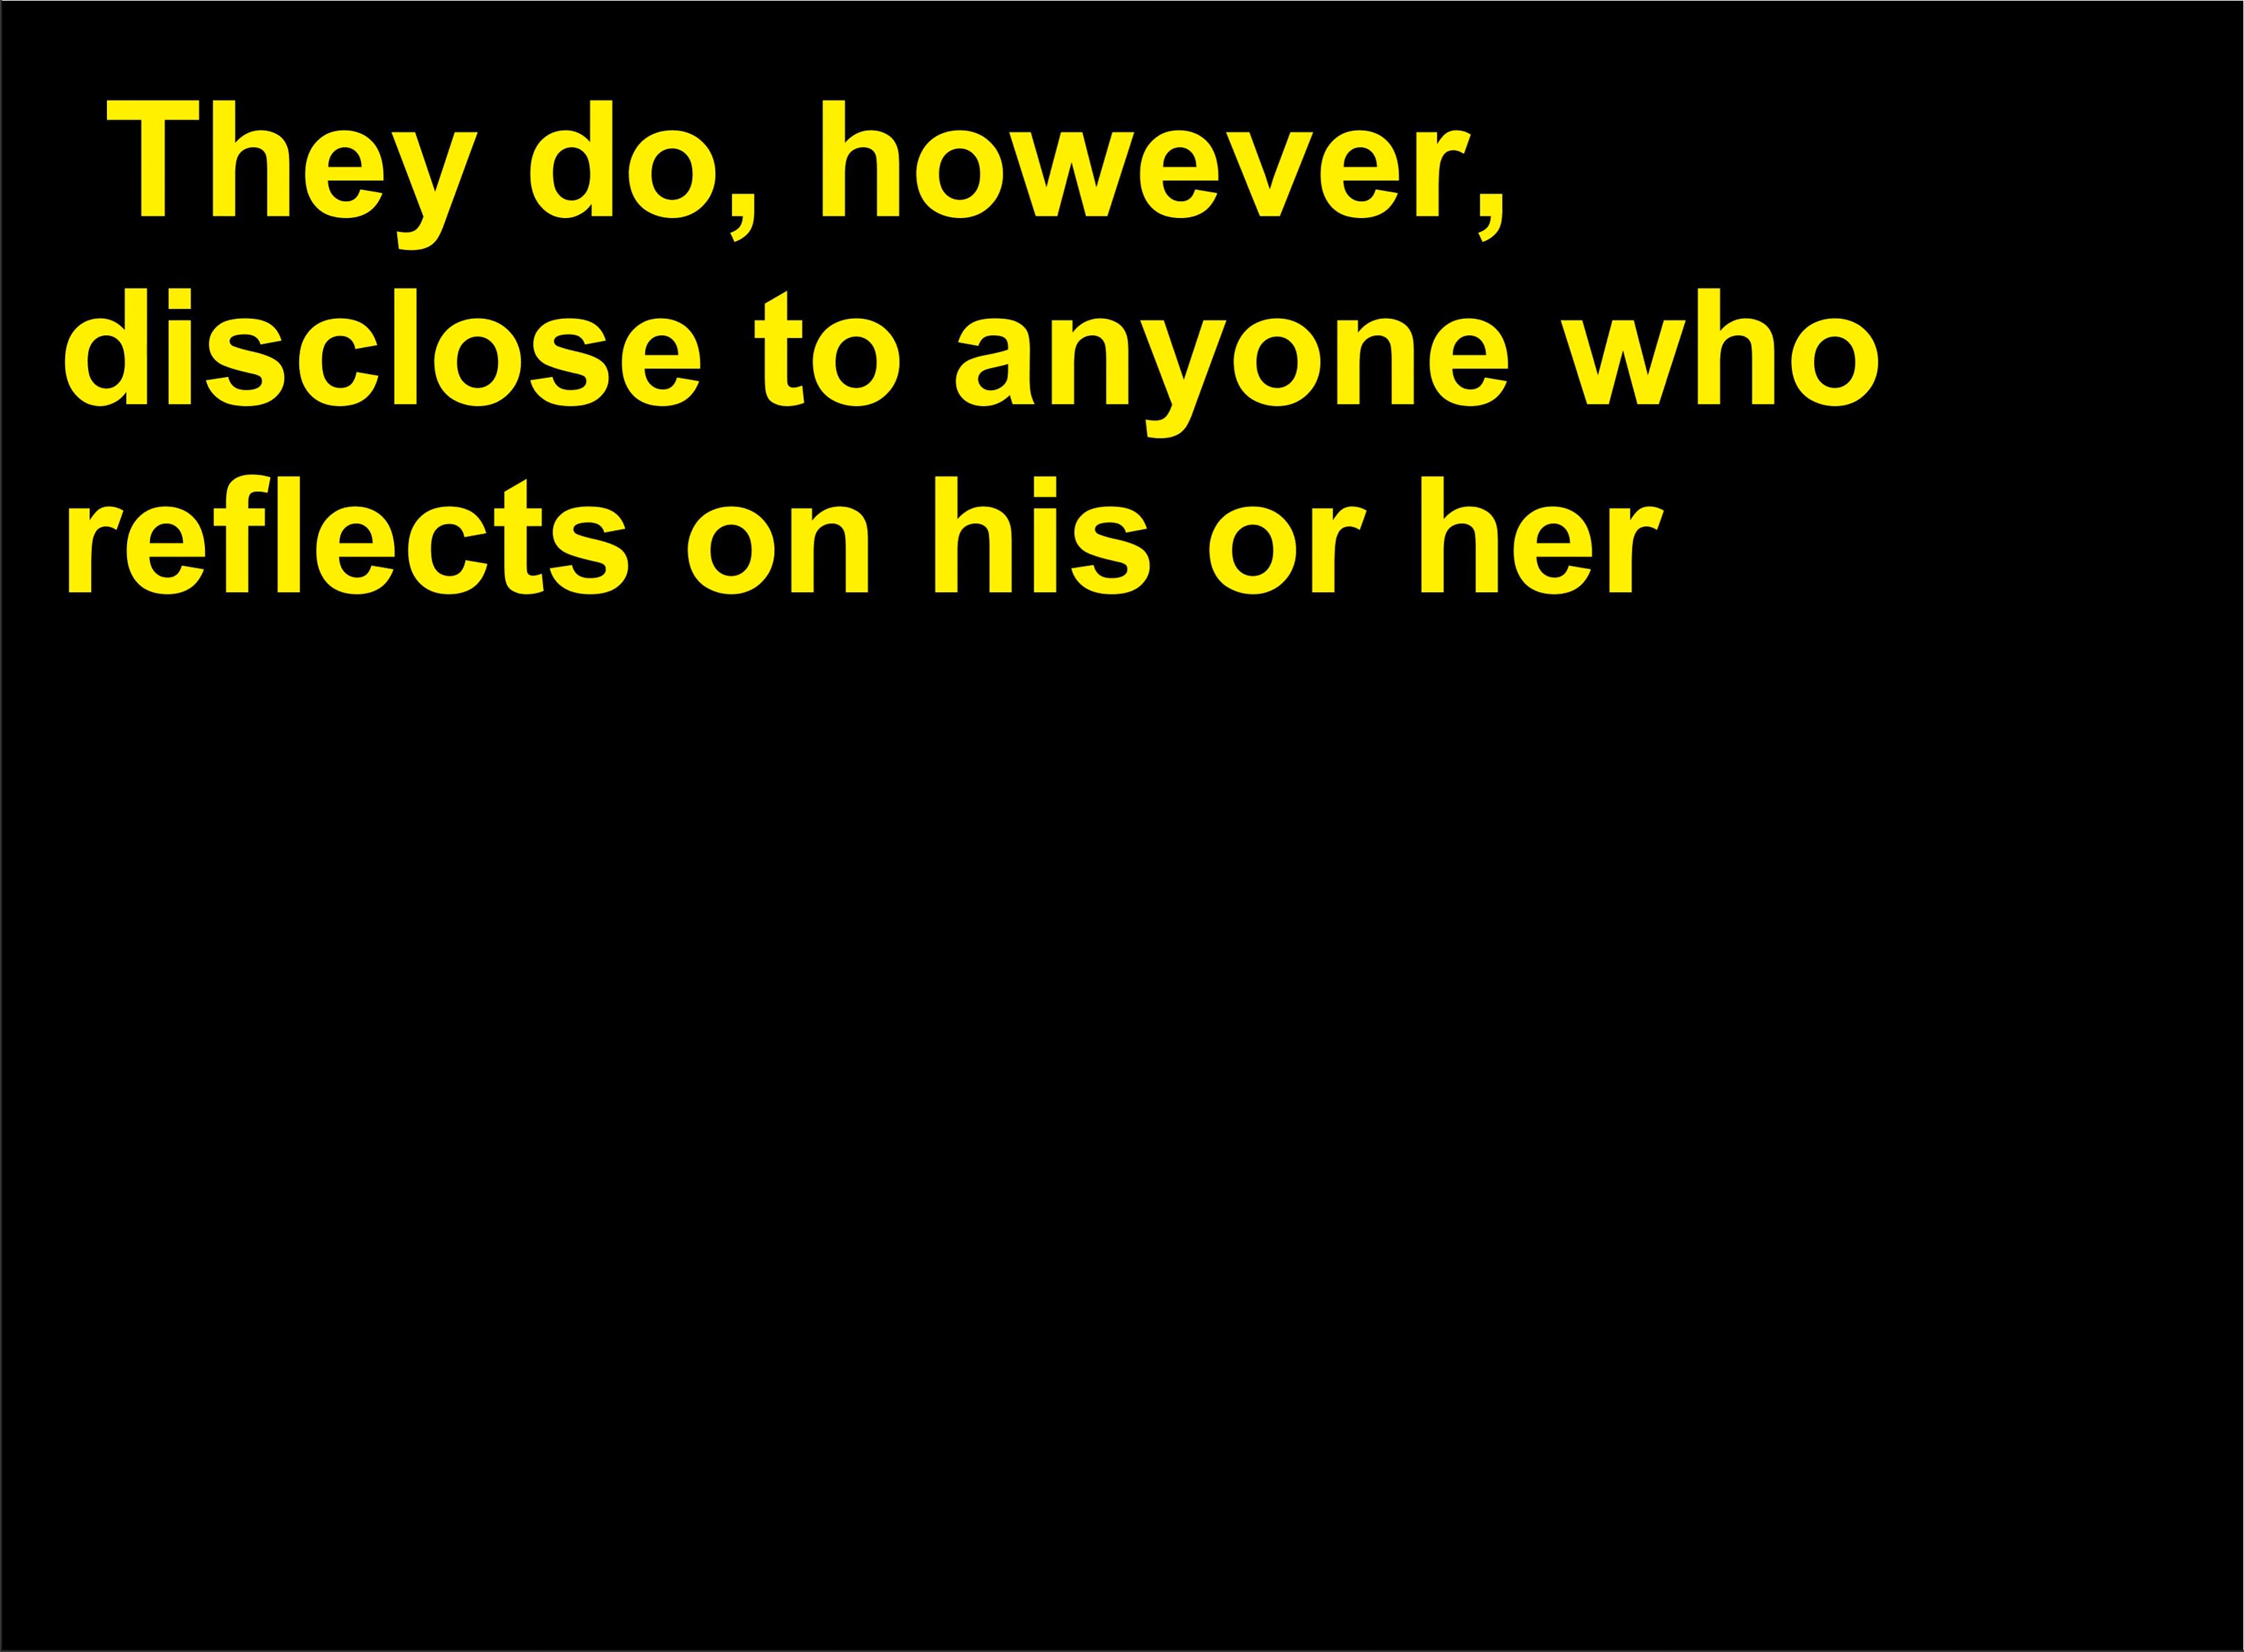 They do, however,
disclose to anyone who
reflects on his or her